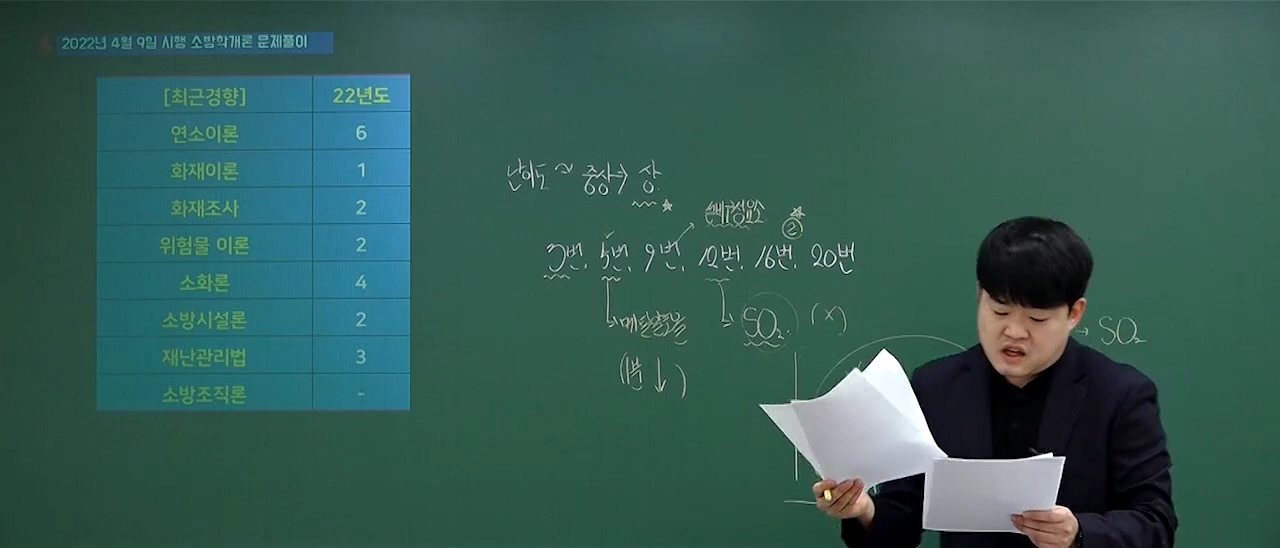 2022년 4월 9일 시행 소방학개론 문제풀이
[최근경향] 22년도
연소이론 6
화재이론 1
화재조사 2
위험물 이론 2
소화론 4
소방시설론 2
재난관리법 3
소방조직론 -
난이도 ~ 중상→ 상
②
3번, 5번, 9번, 12번, 16번, 20번
SO₂. (X)
→ SO₂
(1부 ↓)